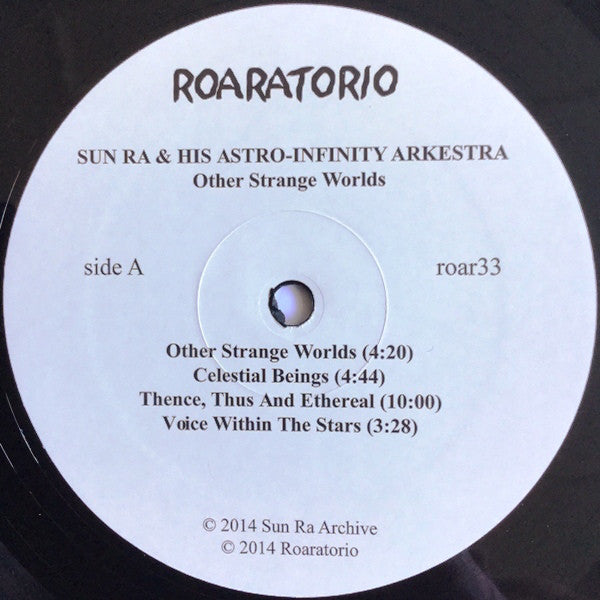 ROARATORIO
SUN RA & HIS ASTRO-INFINITY ARKESTRA
Other Strange Worlds
side A
roar33
Other Strange Worlds (4:20)
Celestial Beings (4:44)
Thence, Thus And Ethereal (10:00)
Voice Within The Stars (3:28)
© 2014 Sun Ra Archive
© 2014 Roaratorio